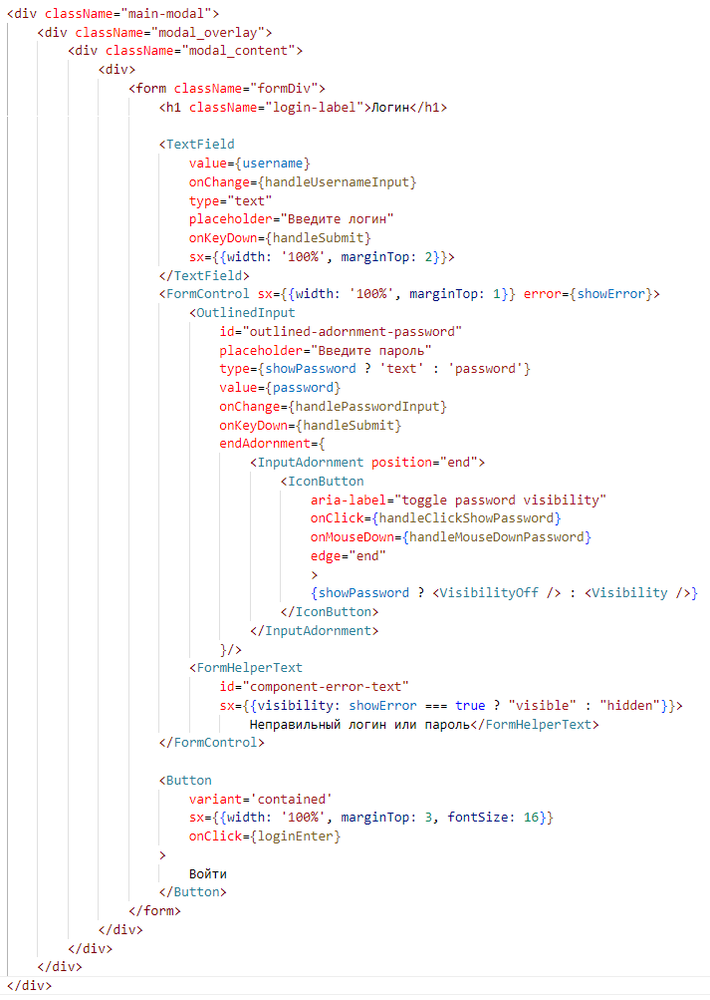 <div className="main-modal">
<div className="modal_overlay">
<div className="modal_content">
<div>
<form className="formDiv">
<h1 className="login-label">Логин</h1>
<TextField
value={username}
onChange={handleUsernameInput}
type="text"
placeholder="Введите логин"
onKeyDown={handleSubmit}
sx={{width: '100%', marginTop: 2}}>
</TextField>
<FormControl sx={{width: '100%', marginTop: 1}} error={showError}>
<OutlinedInput
id="outlined-adornment-password"
placeholder="Введите пароль"
type={showPassword ? 'text' : 'password'}
value={password}
onChange={handlePasswordInput}
onKeyDown={handleSubmit}
endAdornment={
<InputAdornment position="end">
<IconButton
aria-label="toggle password visibility"
onClick={handleClickShowPassword}
onMouseDown={handleMouseDownPassword}
edge="end"
>
{showPassword ? <VisibilityOff /> : <Visibility />}
</IconButton>
</InputAdornment>
}/>
<FormHelperText
id="component-error-text"
sx={{visibility: showError === true ? "visible" : "hidden"}}>
Неправильный логин или пароль</FormHelperText>
</FormControl>
<Button
variant='contained'
sx={{width: '100%', marginTop: 3, fontSize: 16}}
onClick={loginEnter}
>
Войти
</Button>
</form>
</div>
</div>
</div>
</div>